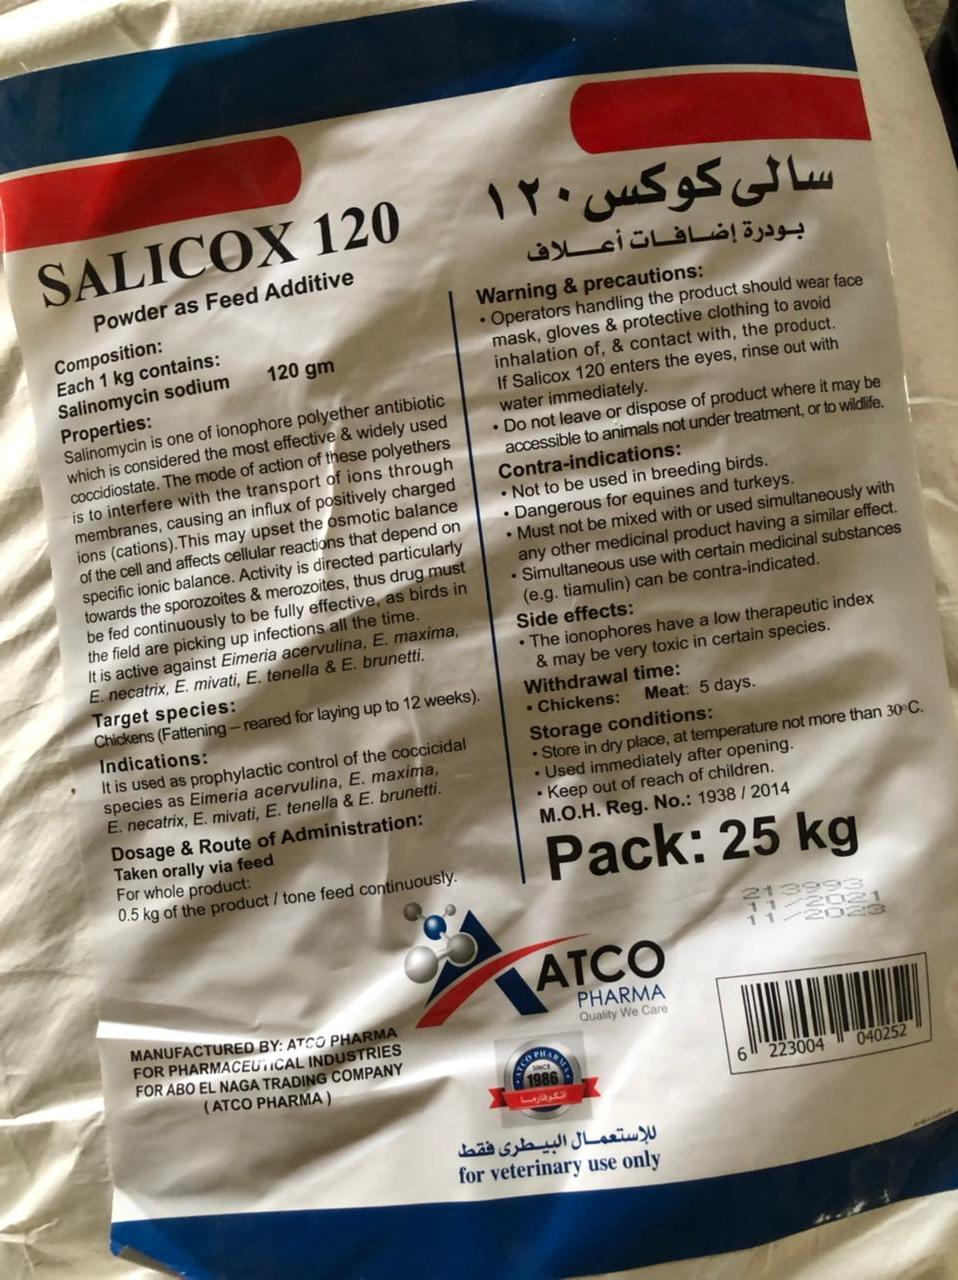 سالى كوكس ١٢٠
بودرة إضافات أعلاف
SALICOX 120
Powder as Feed Additive
Composition:
Each 1 kg contains:
Salinomycin sodium 120 gm
Properties:
Salinomycin is one of ionophore polyether antibiotic
which is considered the most effective & widely used
coccidiostate. The mode of action of these polyethers
is to interfere with the transport of ions through
membranes, causing an influx of positively charged
ions (cations).This may upset the osmotic balance
of the cell and affects cellular reactions that depend on
specific ionic balance. Activity is directed particularly
towards the sporozoites & merozoites, thus drug must
be fed continuously to be fully effective, as birds in
the field are picking up infections all the time.
It is active against Eimeria acervulina, E. maxima,
E. necatrix, E. mivati, E. tenella & E. brunetti.
Target species:
Chickens (Fattening – reared for laying up to 12 weeks).
Indications:
It is used as prophylactic control of the coccicidal
species as Eimeria acervulina, E. maxima,
E. necatrix, E. mivati, E. tenella & E. brunetti.
Dosage & Route of Administration:
Taken orally via feed
For whole product:
0.5 kg of the product / tone feed continuously.
Warning & precautions:
• Operators handling the product should wear face
mask, gloves & protective clothing to avoid
inhalation of, & contact with, the product.
If Salicox 120 enters the eyes, rinse out with
water immediately.
• Do not leave or dispose of product where it may be
accessible to animals not under treatment, or to wildlife.
Contra-indications:
• Not to be used in breeding birds.
• Dangerous for equines and turkeys.
• Must not be mixed with or used simultaneously with
any other medicinal product having a similar effect.
• Simultaneous use with certain medicinal substances
(e.g. tiamulin) can be contra-indicated.
Side effects:
• The ionophores have a low therapeutic index
& may be very toxic in certain species.
Withdrawal time:
• Chickens: Meat: 5 days.
Storage conditions:
• Store in dry place, at temperature not more than 30°C.
• Used immediately after opening.
• Keep out of reach of children.
M.O.H. Reg. No.: 1938 / 2014
Pack: 25 kg
213993
11/2021
11/2023
ATCO
PHARMA
Quality We Care
MANUFACTURED BY: ATCO PHARMA
FOR PHARMACEUTICAL INDUSTRIES
FOR ABO EL NAGA TRADING COMPANY
( ATCO PHARMA )
ATCO PHARMA
SINCE
1986
أتكوفارما
6 223004 040252
للإستعمال البيطرى فقط
for veterinary use only